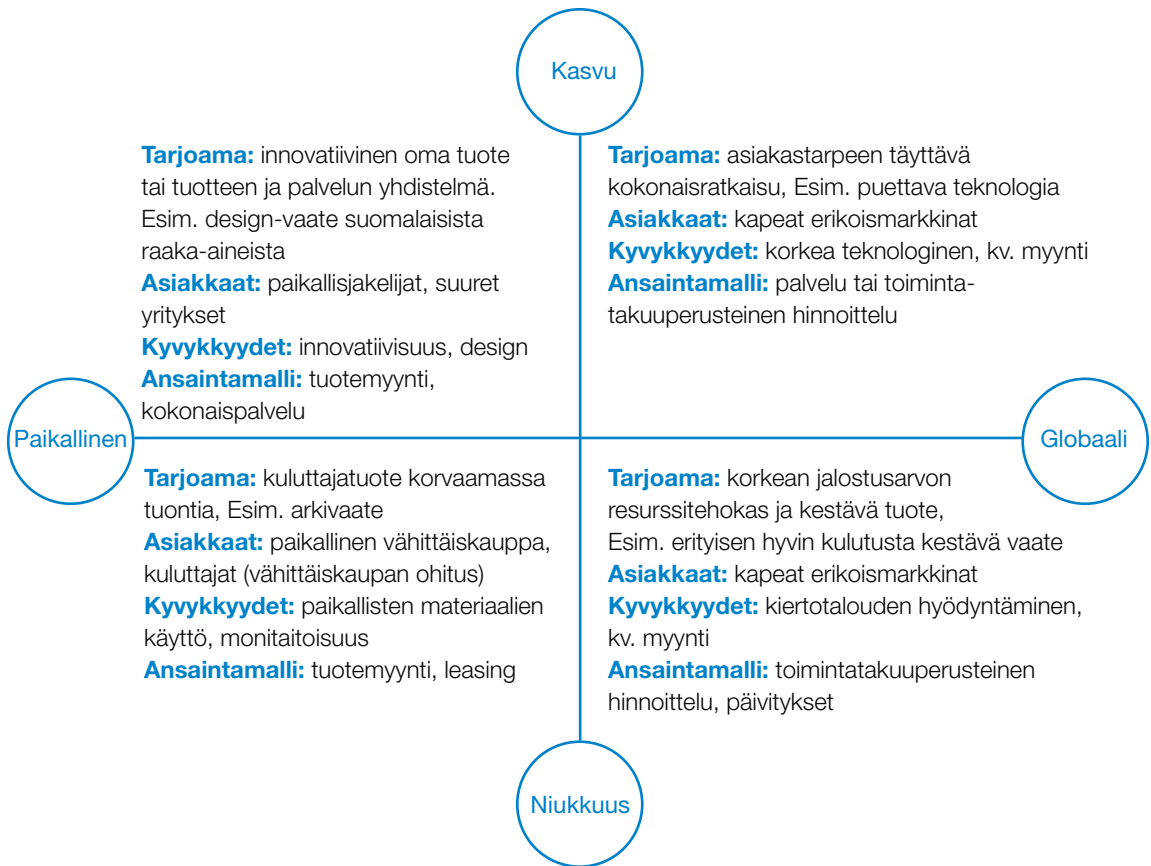 Kasvu
Tarjoama: innovatiivinen oma tuote
tai tuotteen ja palvelun yhdistelmä.
Esim. design-vaate suomalaisista
raaka-aineista
Asiakkaat: paikallisjakelijat, suuret
yritykset
Kyvykkyydet: innovatiivisuus, design
Ansaintamalli: tuotemyynti,
kokonaispalvelu
Tarjoama: asiakastarpeen täyttävä
kokonaisratkaisu, Esim. puettava teknologia
Asiakkaat: kapeat erikoismarkkinat
Kyvykkyydet: korkea teknologinen, kv. myynti
Ansaintamalli: palvelu tai toiminta-
takuuperusteinen hinnoittelu
Paikallinen
Globaali
Tarjoama: kuluttajatuote korvaamassa
tuontia, Esim. arkivaate
Asiakkaat: paikallinen vähittäiskauppa,
kuluttajat (vähittäiskaupan ohitus)
Kyvykkyydet: paikallisten materiaalien
käyttö, monitaitoisuus
Ansaintamalli: tuotemyynti, leasing
Tarjoama: korkean jalostusarvon
resurssitehokas ja kestävä tuote,
Esim. erityisen hyvin kulutusta kestävä vaate
Asiakkaat: kapeat erikoismarkkinat
Kyvykkyydet: kiertotalouden hyödyntäminen,
kv. myynti
Ansaintamalli: toimintatakuuperusteinen
hinnoittelu, päivitykset
Niukkuus